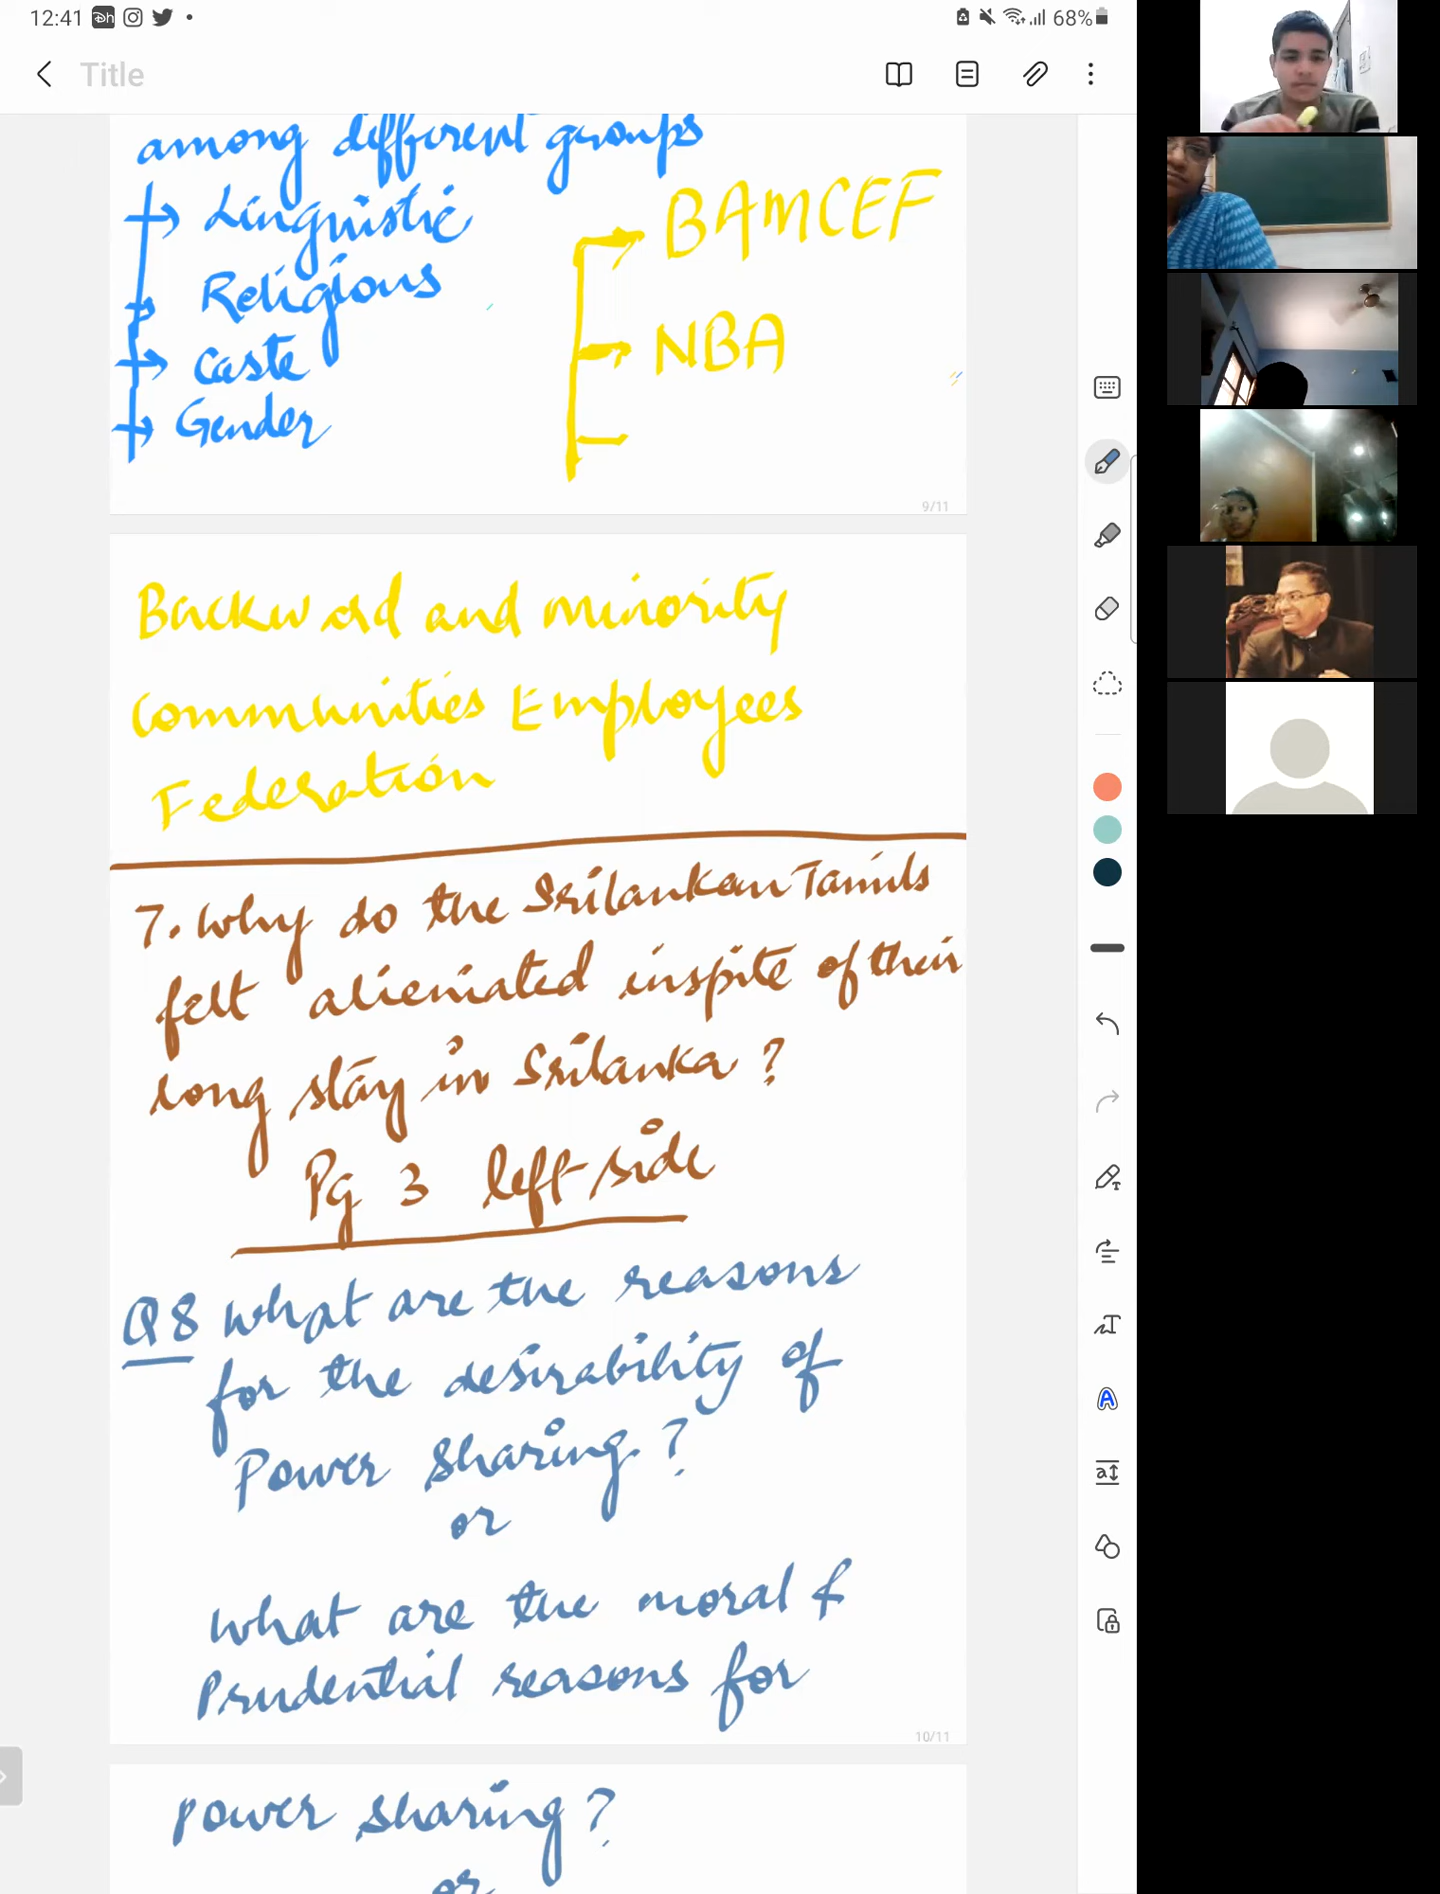 12:41 68%
Title
among different groups
Linguistic
Religious
Caste
Gender
BAMCEF
NBA
9/11
Backward and minority
Communities Employees
Federation
7. Why do the Srilankan Tamils
felt alieniated inspite of their
long stay in Srilanka ?
Pg 3 left side
Q8 What are the reasons
for the desirability of
Power Sharing ?
or
What are the moral &
Prudential reasons for
10/11
power sharing ?
or